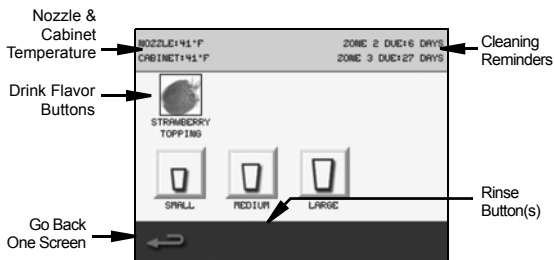 Nozzle &
Cabinet
Temperature
NOZZLE:41°F
CABINET:41°F
ZONE 2 DUE:6 DAYS
ZONE 3 DUE:27 DAYS
Cleaning
Reminders
Drink Flavor
Buttons
STRAWBERRY
TOPPING
SMALL
MEDIUM
LARGE
Rinse
Button(s)
Go Back
One Screen